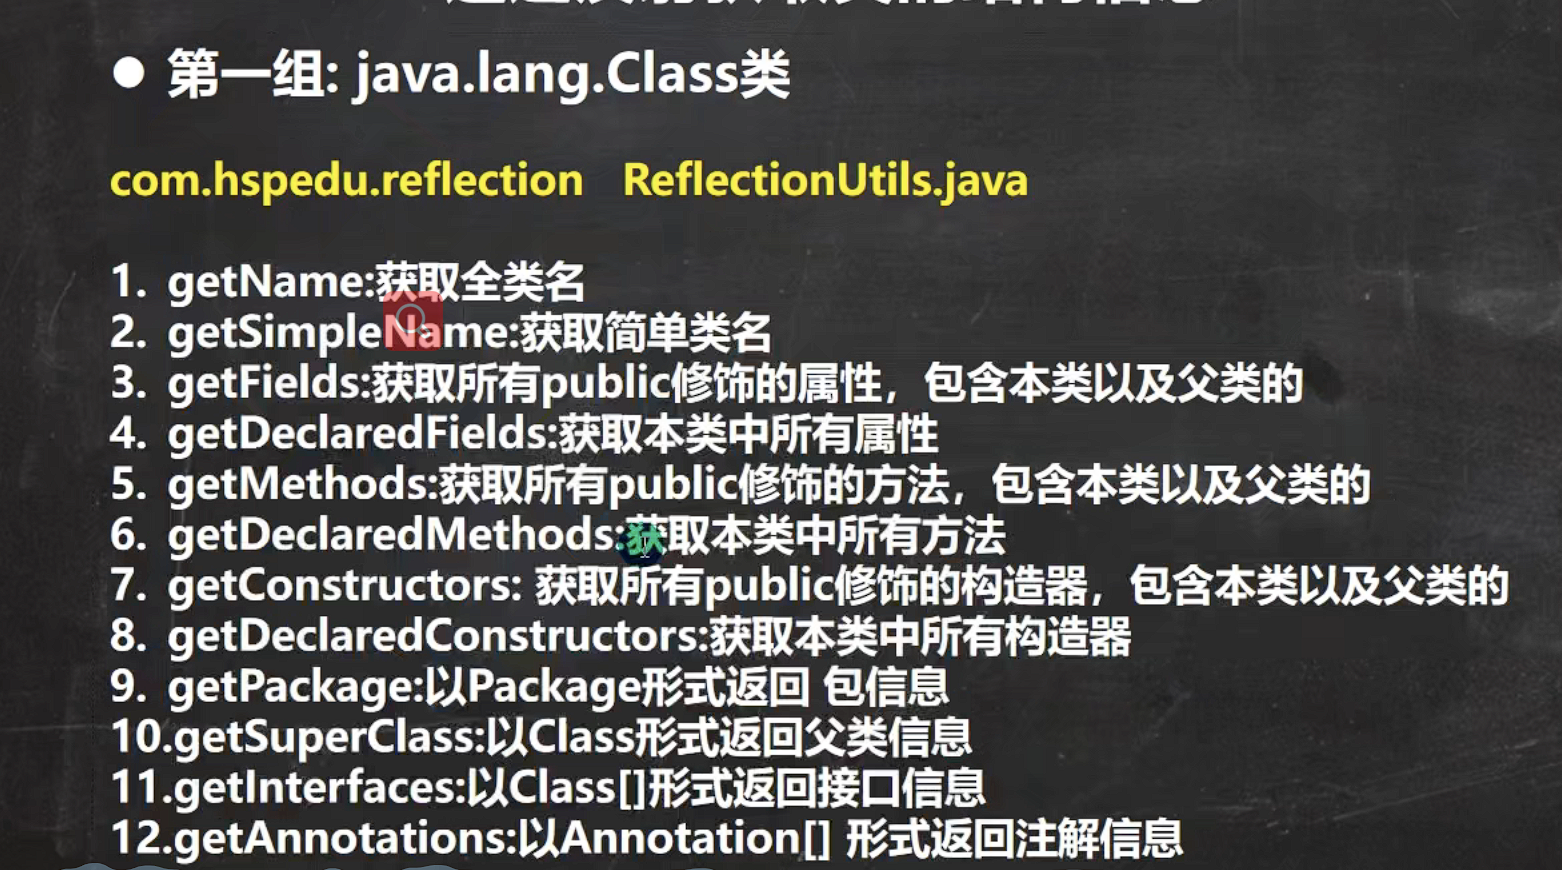 ● 第一组: java.lang.Class类
com.hspedu.reflection ReflectionUtils.java
1. getName:获取全类名
2. getSimpleName:获取简单类名
3. getFields:获取所有public修饰的属性，包含本类以及父类的
4. getDeclaredFields:获取本类中所有属性
5. getMethods:获取所有public修饰的方法，包含本类以及父类的
6. getDeclaredMethods:获取本类中所有方法
7. getConstructors: 获取所有public修饰的构造器，包含本类以及父类的
8. getDeclaredConstructors:获取本类中所有构造器
9. getPackage:以Package形式返回 包信息
10.getSuperClass:以Class形式返回父类信息
11.getInterfaces:以Class[]形式返回接口信息
12.getAnnotations:以Annotation[] 形式返回注解信息